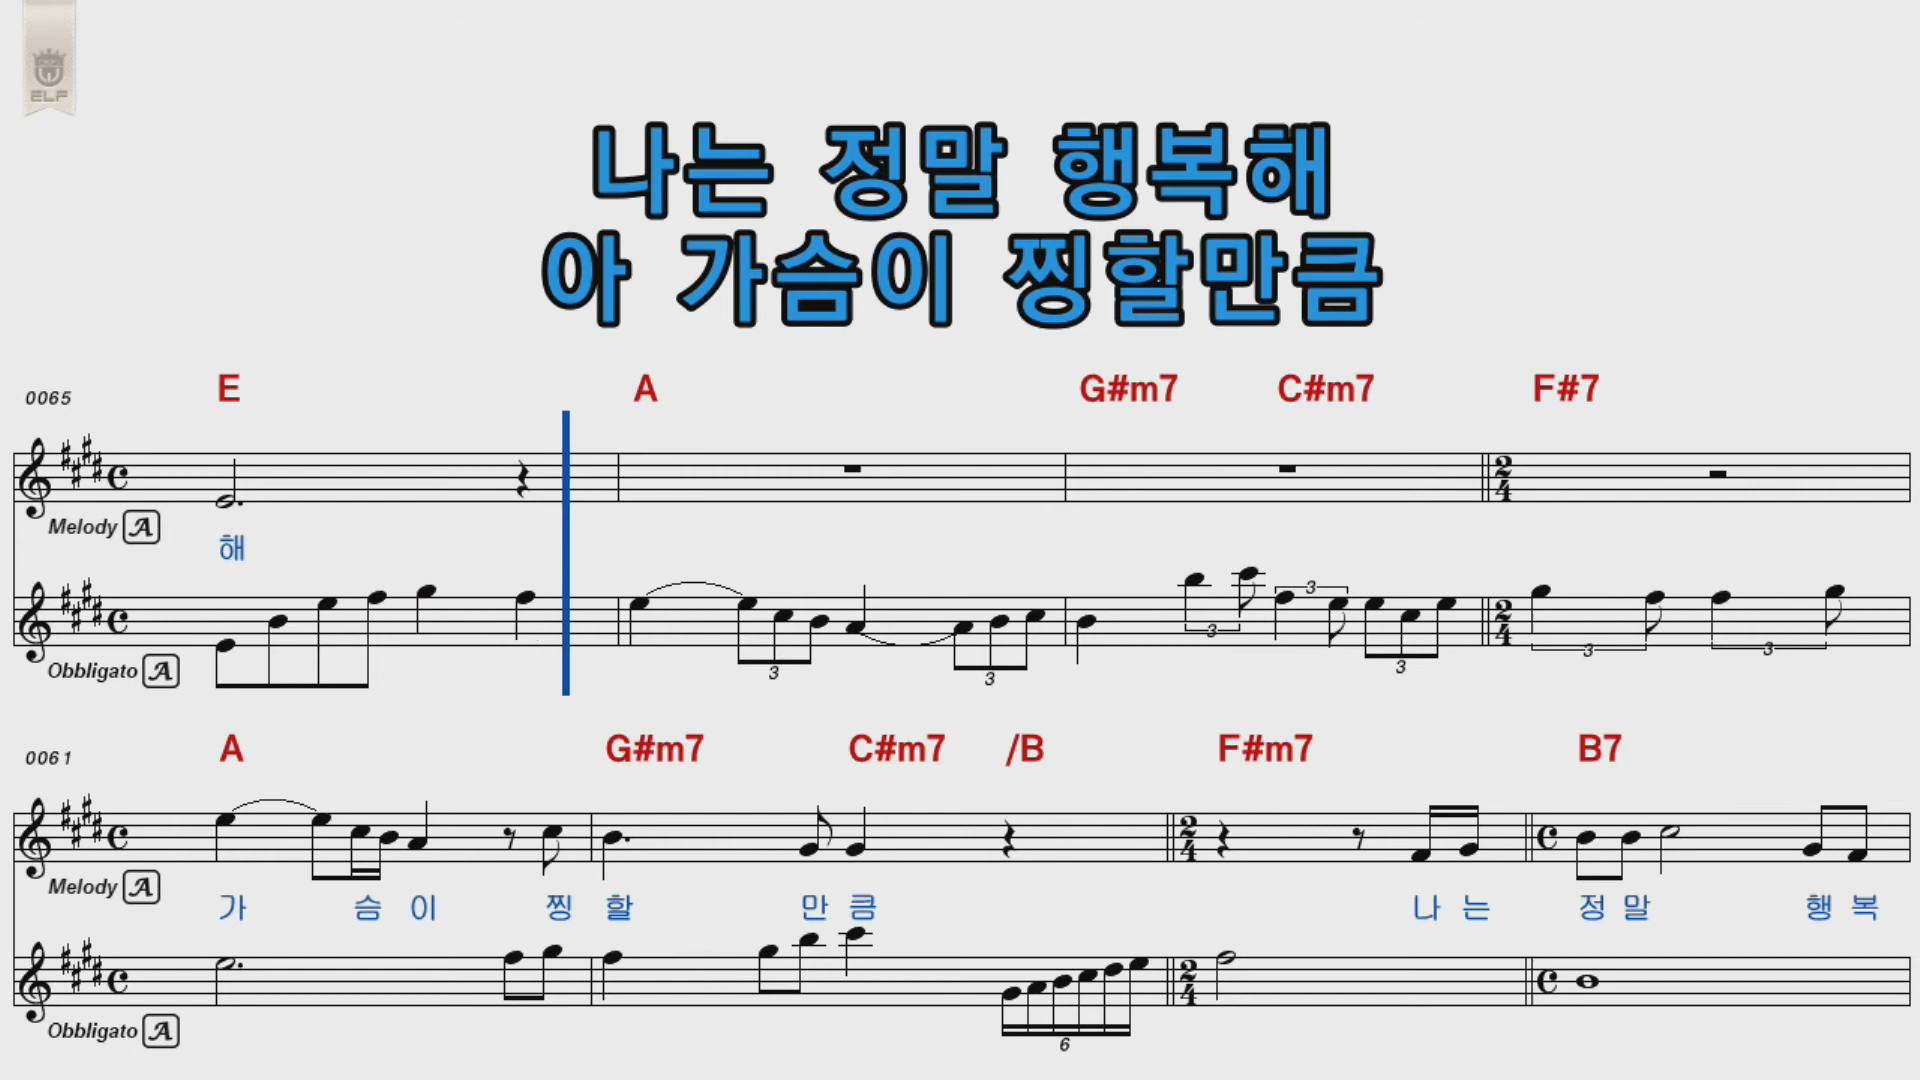 ELF
나는 정말 행복해
아 가슴이 찡할만큼
0065 E A G#m7 C#m7 F#7
Melody A
해
3 3 3 3 3 3 3
Obbligato A
0061 A G#m7 C#m7 /B F#m7 B7
Melody A
가 슴 이 찡 할 만 큼 나 는 정 말 행 복
Obbligato A
6